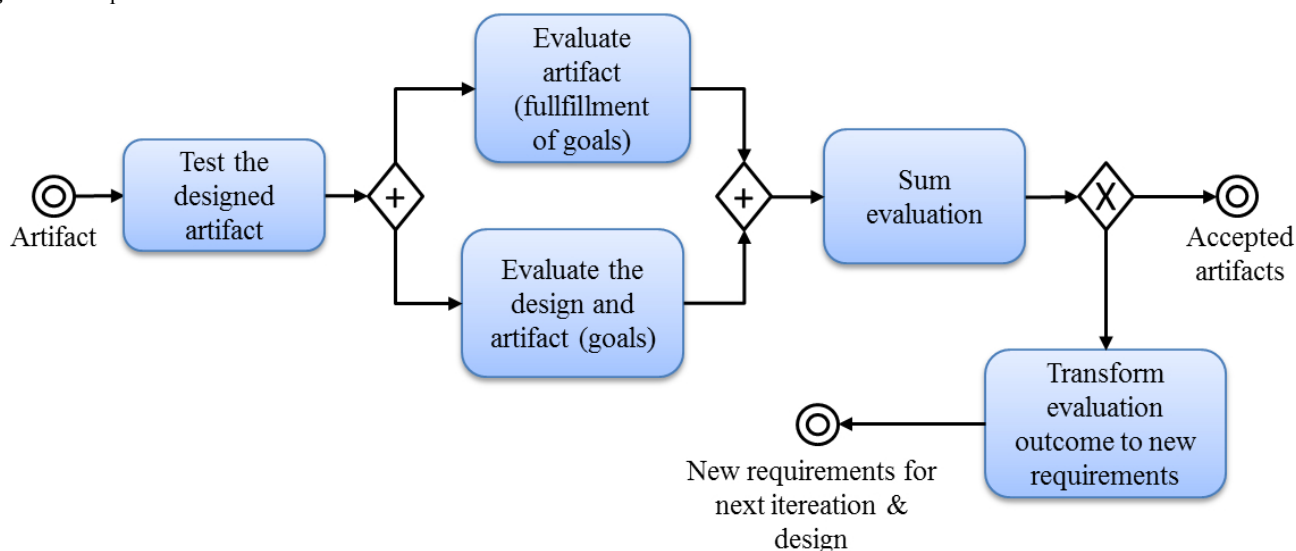 Evaluate
artifact
(fullfillment
of goals)
Test the
designed
artifact
Artifact
+
+
Sum
evaluation
X
Accepted
artifacts
Evaluate the
design and
artifact (goals)
Transform
evaluation
outcome to new
requirements
New requirements for
next itereation &
design